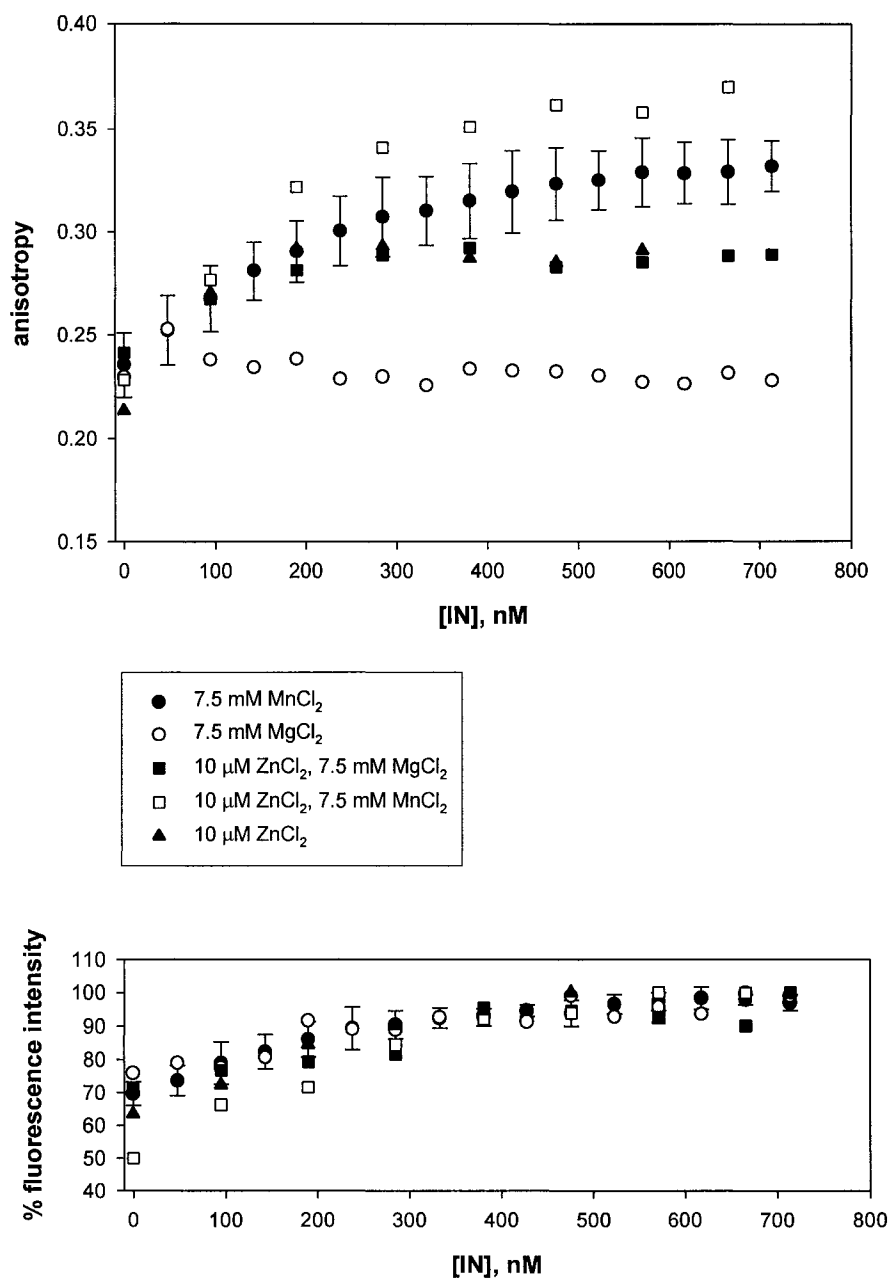 0.40
0.35
0.30
0.25
0.20
0.15
anisotropy
0 100 200 300 400 500 600 700 800
[IN], nM
7.5 mM MnCl₂
7.5 mM MgCl₂
10 μM ZnCl₂, 7.5 mM MgCl₂
10 μM ZnCl₂, 7.5 mM MnCl₂
10 μM ZnCl₂
110
100
90
80
70
60
50
40
% fluorescence intensity
0 100 200 300 400 500 600 700 800
[IN], nM